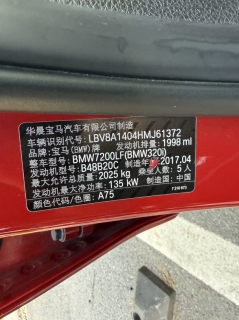 华晨宝马汽车有限公司制造
车辆识别代号: LBV8A1404HMJ61372
品牌: 宝马(BMW)牌 发动机排量: 1998 ml
整车型号: BMW7200LF(BMW320i)
发动机型号: B48B20C 制造年月: 2017.04
最大允许总质量: 2025 kg 乘坐人数: 5 人
发动机最大净功率: 135 kW 制造国: 中国
颜色代码/色面: A75